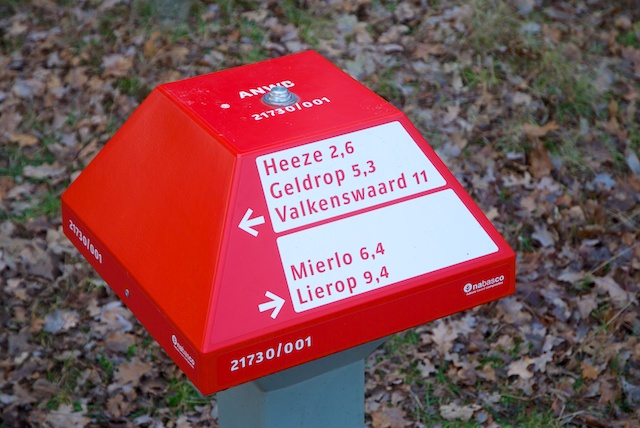 ANWB
21730/001
Heeze 2,6
Geldrop 5,3
Valkenswaard 11
Mierlo 6,4
Lierop 9,4
nabasco
21730/001
21730/001
nabasco